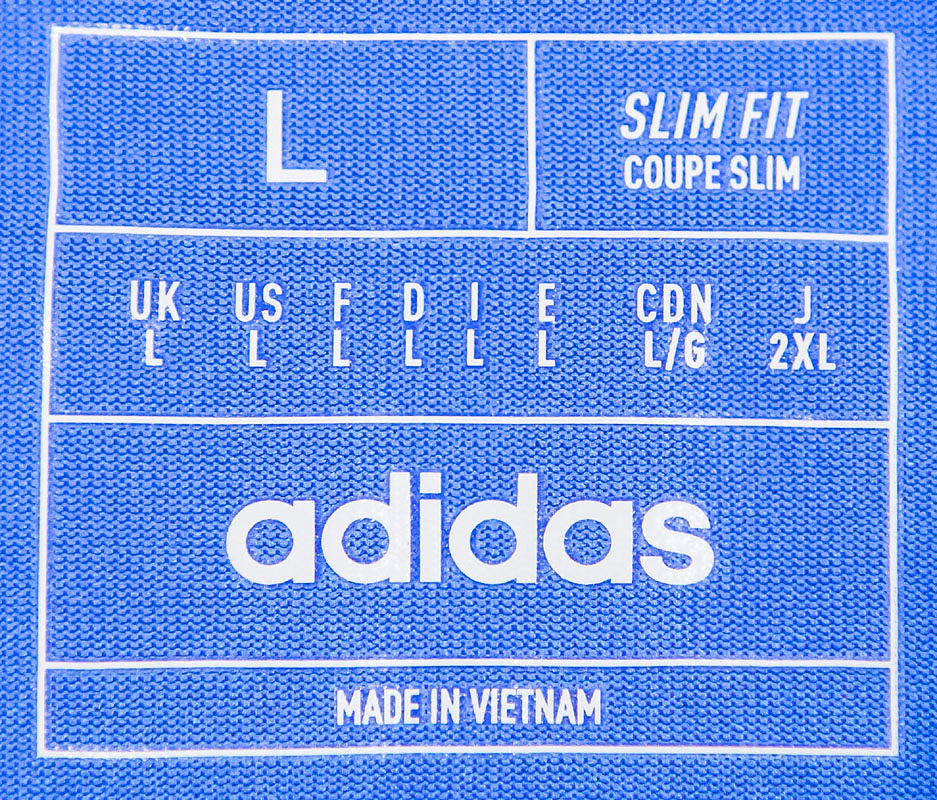 L
SLIM FIT
COUPE SLIM
UK US F D I E CDN J
L L L L L L L/G 2XL
adidas
MADE IN VIETNAM